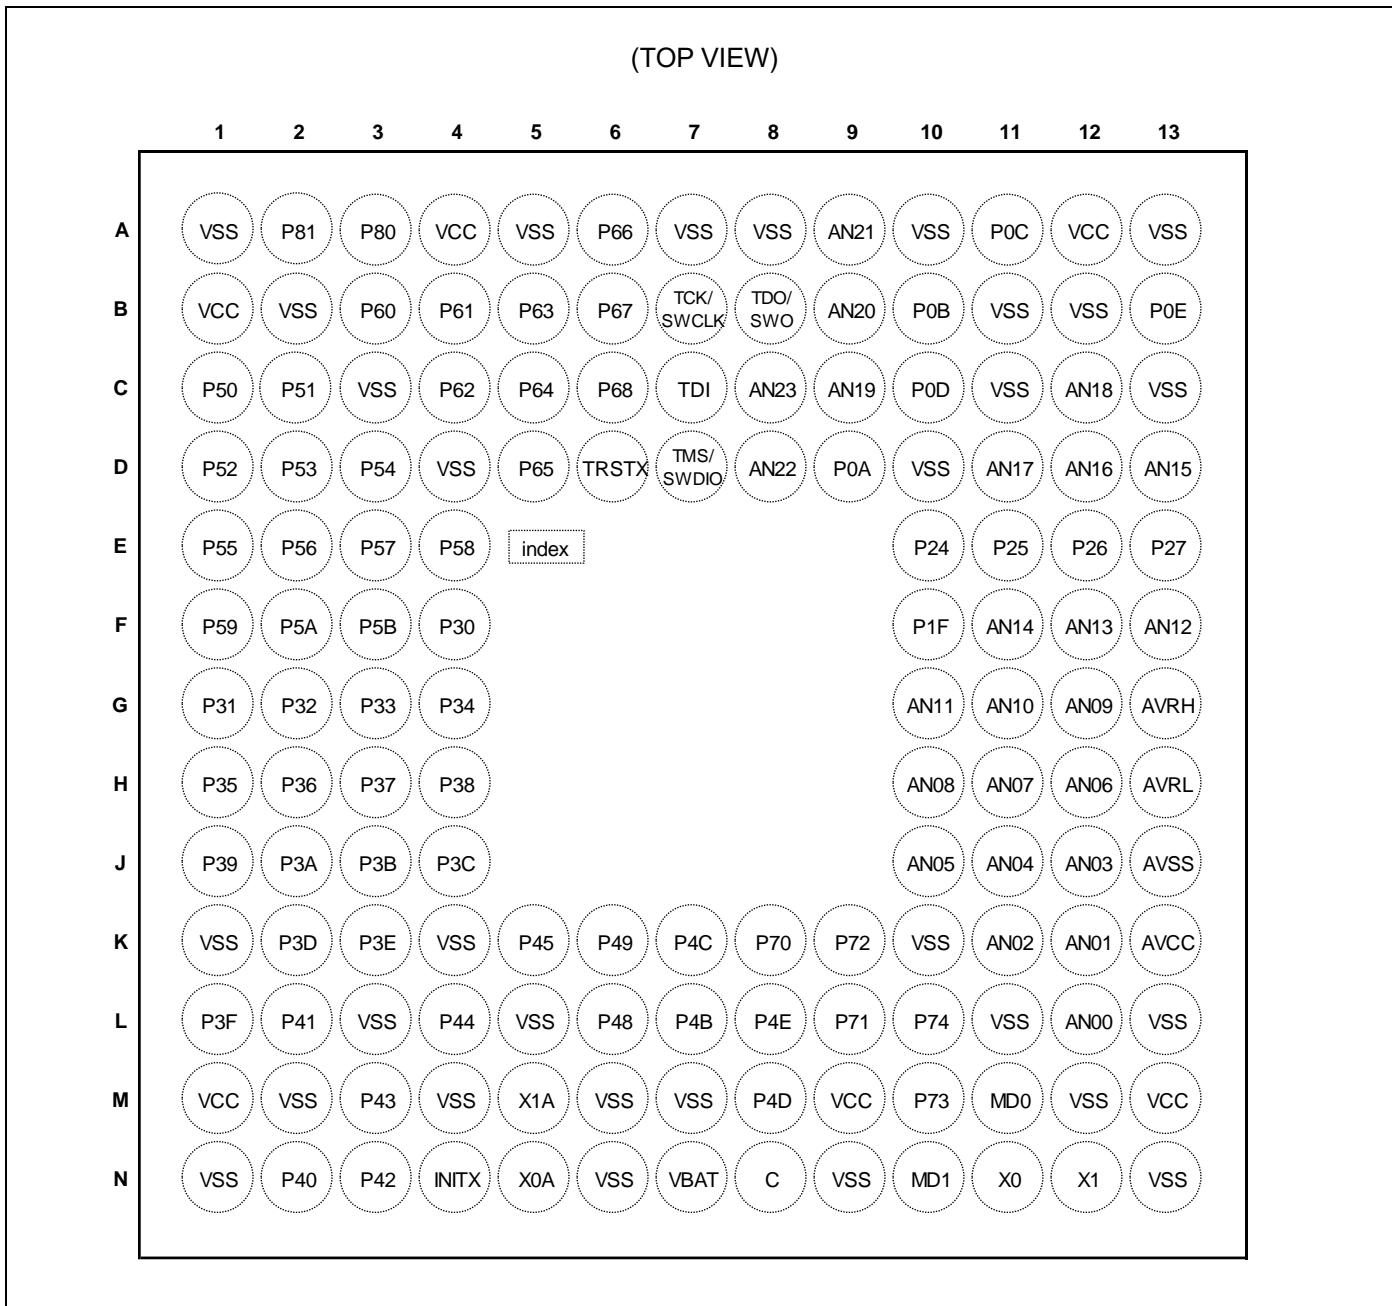 (TOP VIEW)
1 2 3 4 5 6 7 8 9 10 11 12 13
A VSS P81 P80 VCC VSS P66 VSS VSS AN21 VSS P0C VCC VSS
B VCC VSS P60 P61 P63 P67 TCK/ SWCLK TDO/ SWO AN20 P0B VSS VSS P0E
C P50 P51 VSS P62 P64 P68 TDI AN23 AN19 P0D VSS AN18 VSS
D P52 P53 P54 VSS P65 TRSTX TMS/ SWDIO AN22 P0A VSS AN17 AN16 AN15
E P55 P56 P57 P58 index P24 P25 P26 P27
F P59 P5A P5B P30 P1F AN14 AN13 AN12
G P31 P32 P33 P34 AN11 AN10 AN09 AVRH
H P35 P36 P37 P38 AN08 AN07 AN06 AVRL
J P39 P3A P3B P3C AN05 AN04 AN03 AVSS
K VSS P3D P3E VSS P45 P49 P4C P70 P72 VSS AN02 AN01 AVCC
L P3F P41 VSS P44 VSS P48 P4B P4E P71 P74 VSS AN00 VSS
M VCC VSS P43 VSS X1A VSS VSS P4D VCC P73 MD0 VSS VCC
N VSS P40 P42 INITX X0A VSS VBAT C VSS MD1 X0 X1 VSS